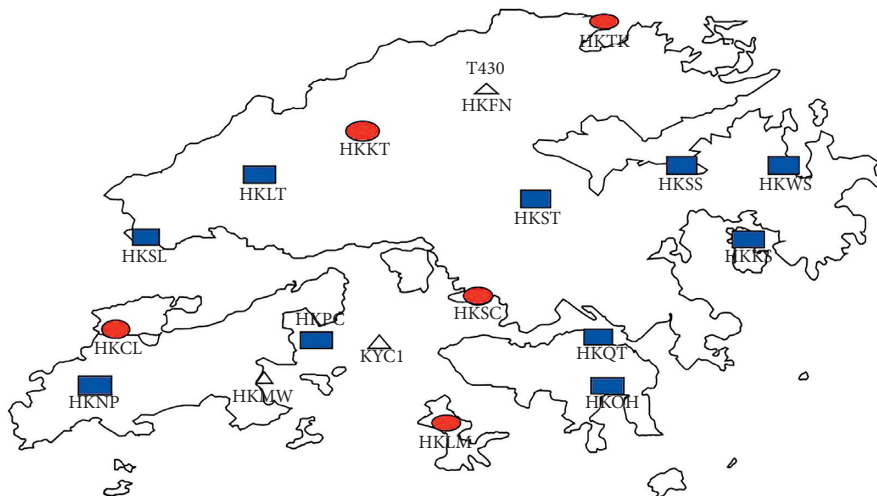 HKTK
T430
HKFN
HKKT
HKLT
HKSS
HKWS
HKST
HKSL
HKKS
HKSC
HKPC
HKCL
KYC1
HKQT
HKNP
HKMW
HKOH
HKLM